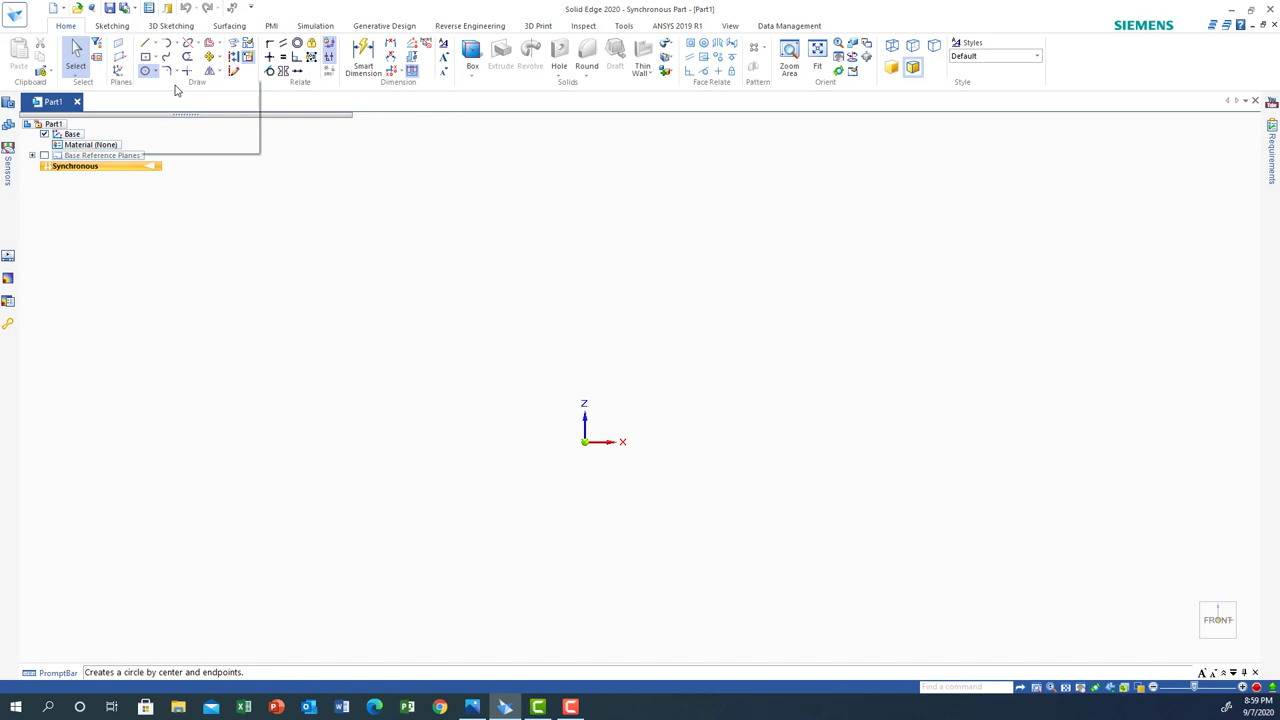 Solid Edge 2020 - Synchronous Part - [Part1]
Home Sketching 3D Sketching Surfacing PMI Simulation Generative Design Reverse Engineering 3D Print Inspect Tools ANSYS 2019 R1 View Data Management
SIEMENS
Paste
Select
Smart Dimension
Box Extrude Revolve Hole Round Draft Thin Wall
Zoom Area
Fit
Styles
Default
Clipboard Select Planes Draw Relate Dimension Solids Face Relate Pattern Orient Style
Part1
Part1
Base
Material (None)
Base Reference Planes
Synchronous
Sensors
Requirements
Z
X
FRONT
PromptBar Creates a circle by center and endpoints.
Find a command
8:59 PM
9/7/2020